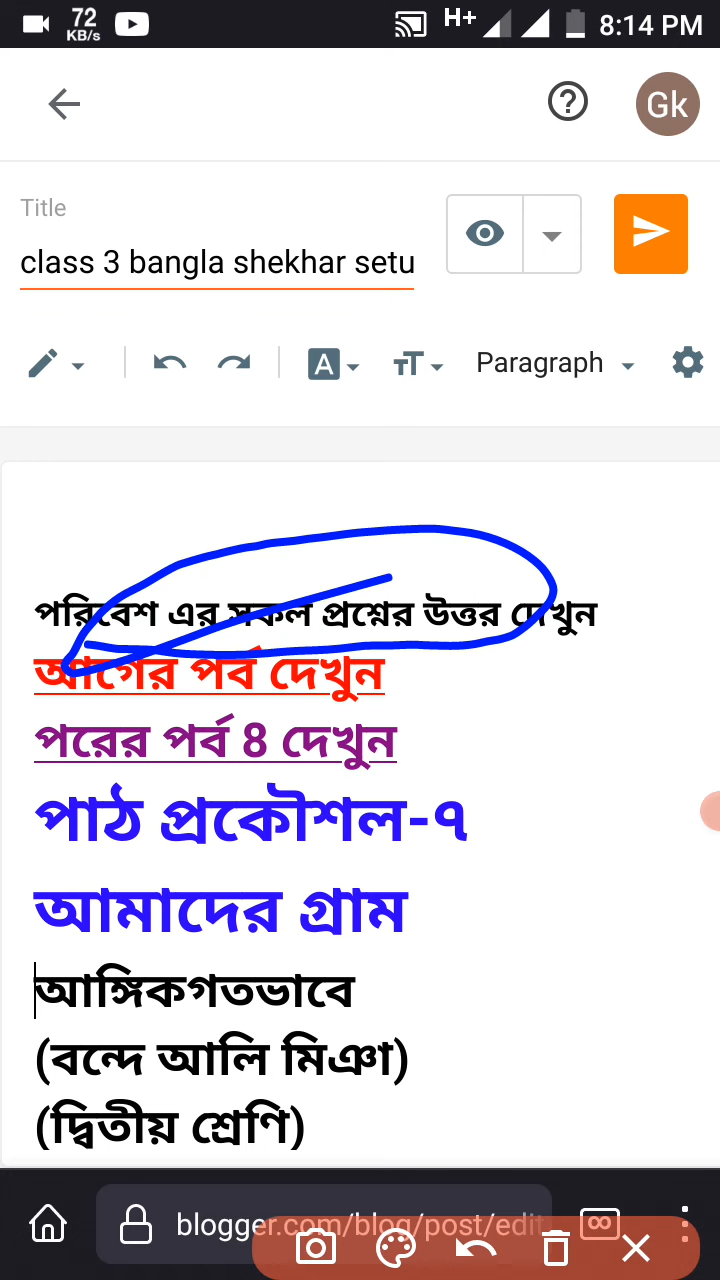 72
KB/s
H+
8:14 PM
Gk
Title
class 3 bangla shekhar setu
A
TT
Paragraph
পরিবেশ এর সকল প্রশ্নের উত্তর দেখুন
আগের পর্ব দেখুন
পরের পর্ব 8 দেখুন
পাঠ প্রকৌশল-৭
আমাদের গ্রাম
আঙ্গিকগতভাবে
(বন্দে আলি মিঞা)
(দ্বিতীয় শ্রেণি)
blogger.com/blog/post/edit